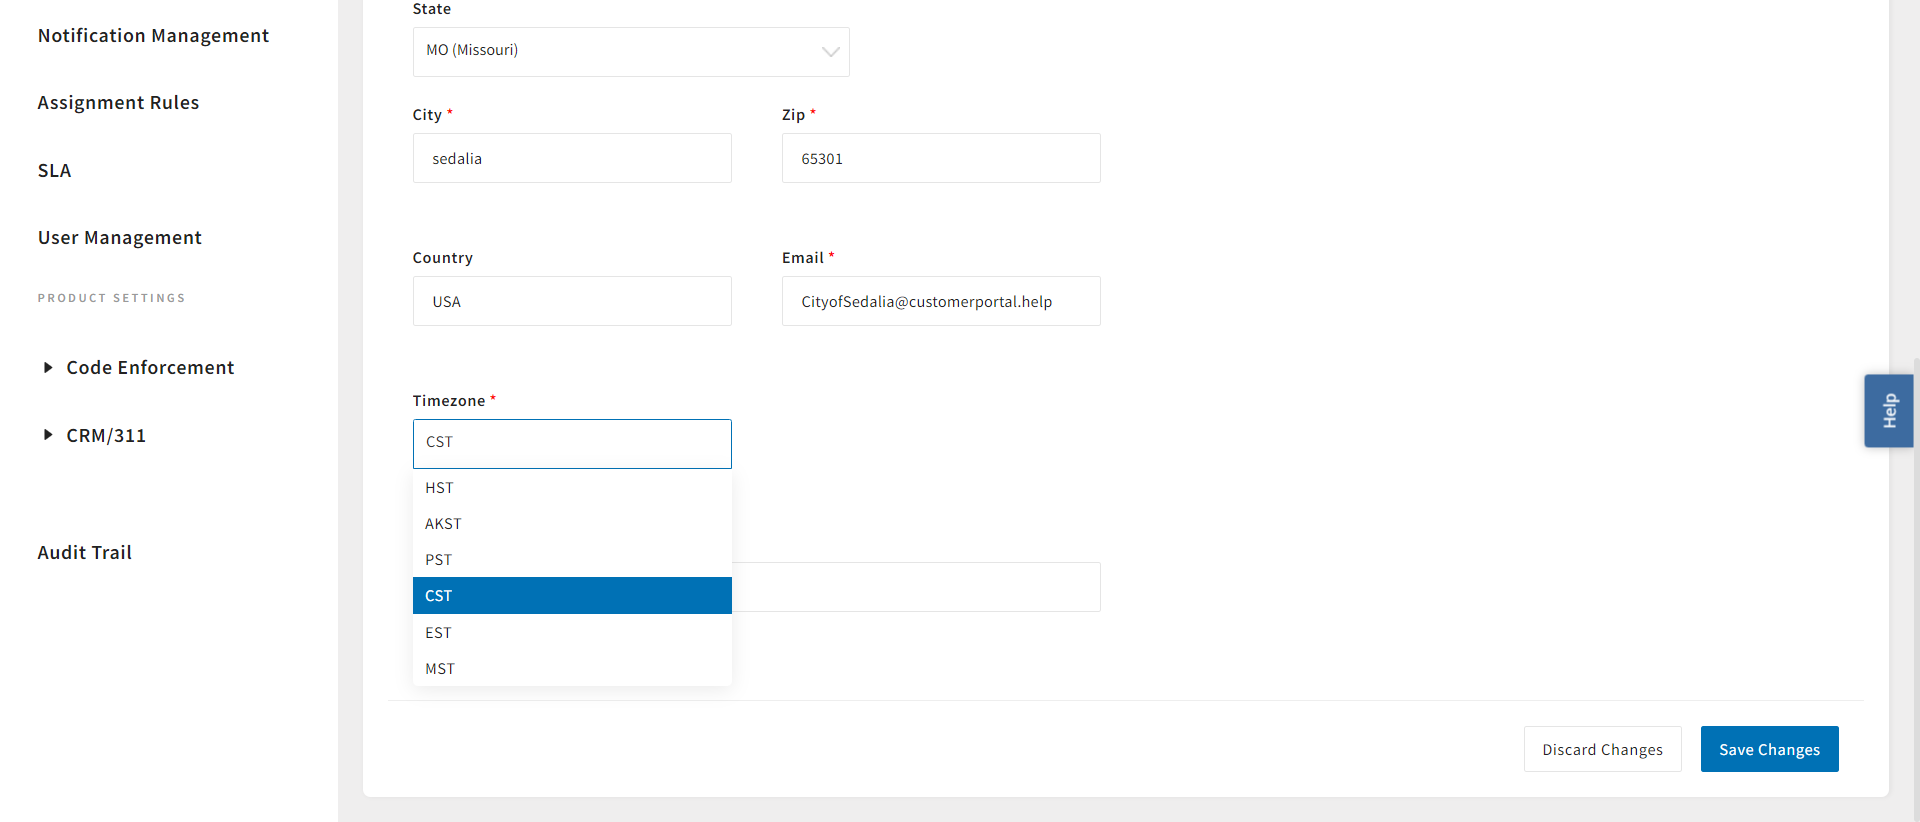 Notification Management
Assignment Rules
SLA
User Management
PRODUCT SETTINGS
Code Enforcement
CRM/311
Audit Trail
State
MO (Missouri)
City * Zip *
sedalia 65301
Country Email *
USA CityofSedalia@customerportal.help
Timezone *
CST
HST
AKST
PST
CST
EST
MST
Discard Changes Save Changes
Help